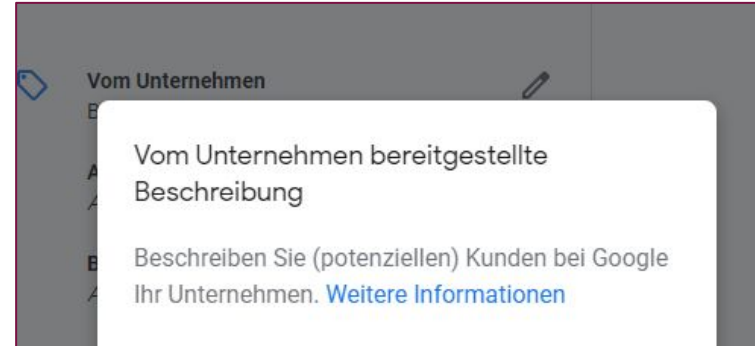 Vom Unternehmen
B
Vom Unternehmen bereitgestellte
Beschreibung
A
A
Beschreiben Sie (potenziellen) Kunden bei Google
B
Ihr Unternehmen. Weitere Informationen
A